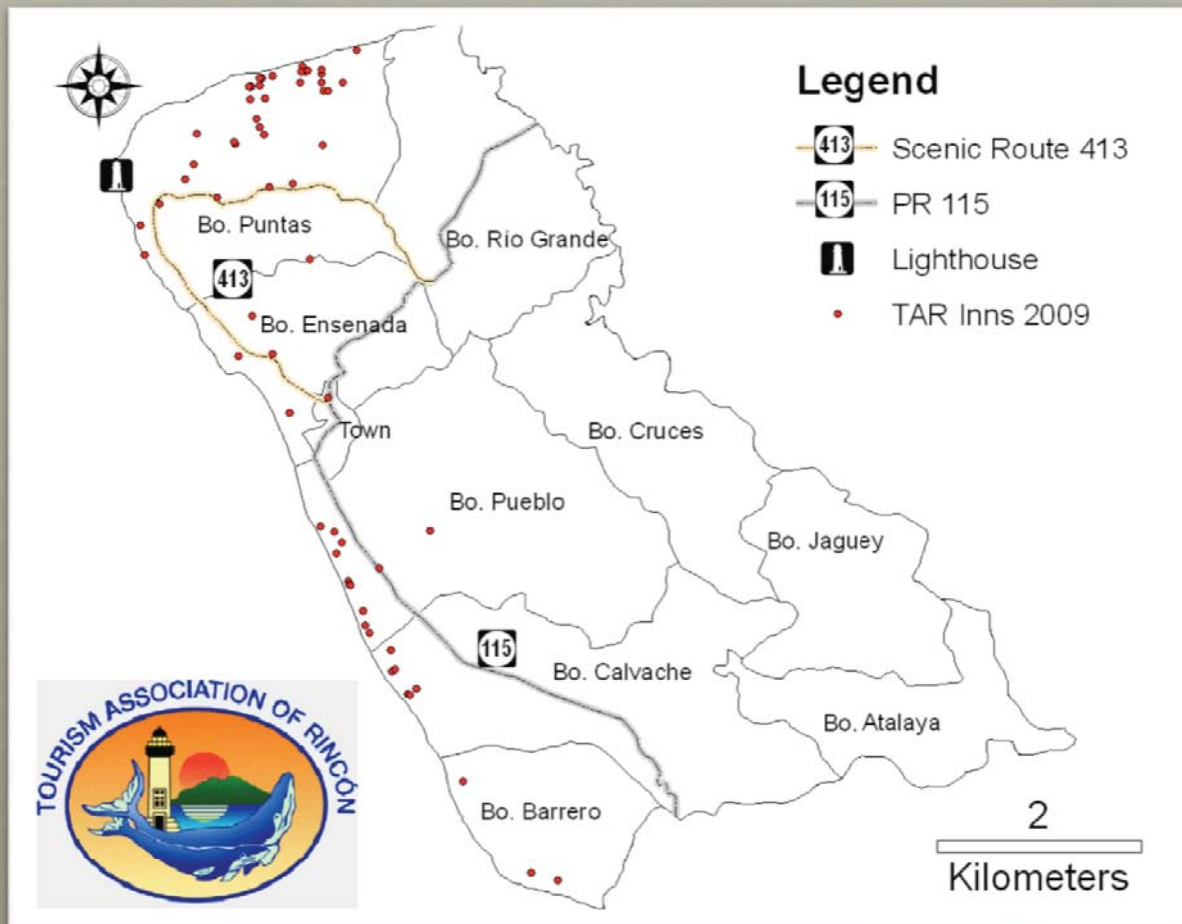 Legend
413 Scenic Route 413
115 PR 115
Lighthouse
TAR Inns 2009
Bo. Puntas
Bo. Río Grande
413
Bo. Ensenada
Town
Bo. Cruces
Bo. Pueblo
Bo. Jaguey
115
Bo. Calvache
Bo. Atalaya
Bo. Barrero
TOURISM ASSOCIATION OF RINCÓN
2
Kilometers